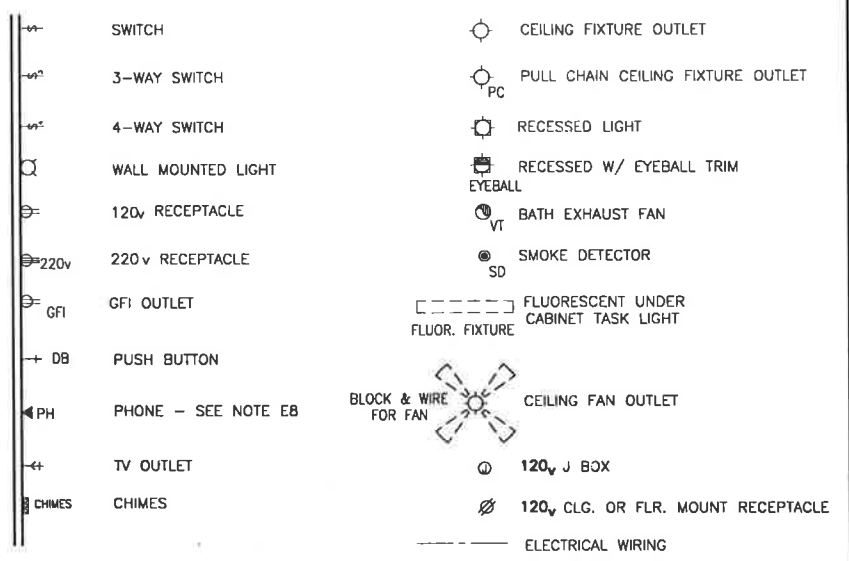 SWITCH
3-WAY SWITCH
4-WAY SWITCH
WALL MOUNTED LIGHT
120v RECEPTACLE
220v 220v RECEPTACLE
GFI GFI OUTLET
DB PUSH BUTTON
PH PHONE - SEE NOTE E8
TV OUTLET
CHIMES CHIMES
CEILING FIXTURE OUTLET
PC PULL CHAIN CEILING FIXTURE OUTLET
RECESSED LIGHT
RECESSED W/ EYEBALL TRIM
EYEBALL
VT BATH EXHAUST FAN
SMOKE DETECTOR
SD
FLUORESCENT UNDER
CABINET TASK LIGHT
FLUOR. FIXTURE
BLOCK & WIRE
FOR FAN
CEILING FAN OUTLET
120v J BOX
120v CLG. OR FLR. MOUNT RECEPTACLE
ELECTRICAL WIRING